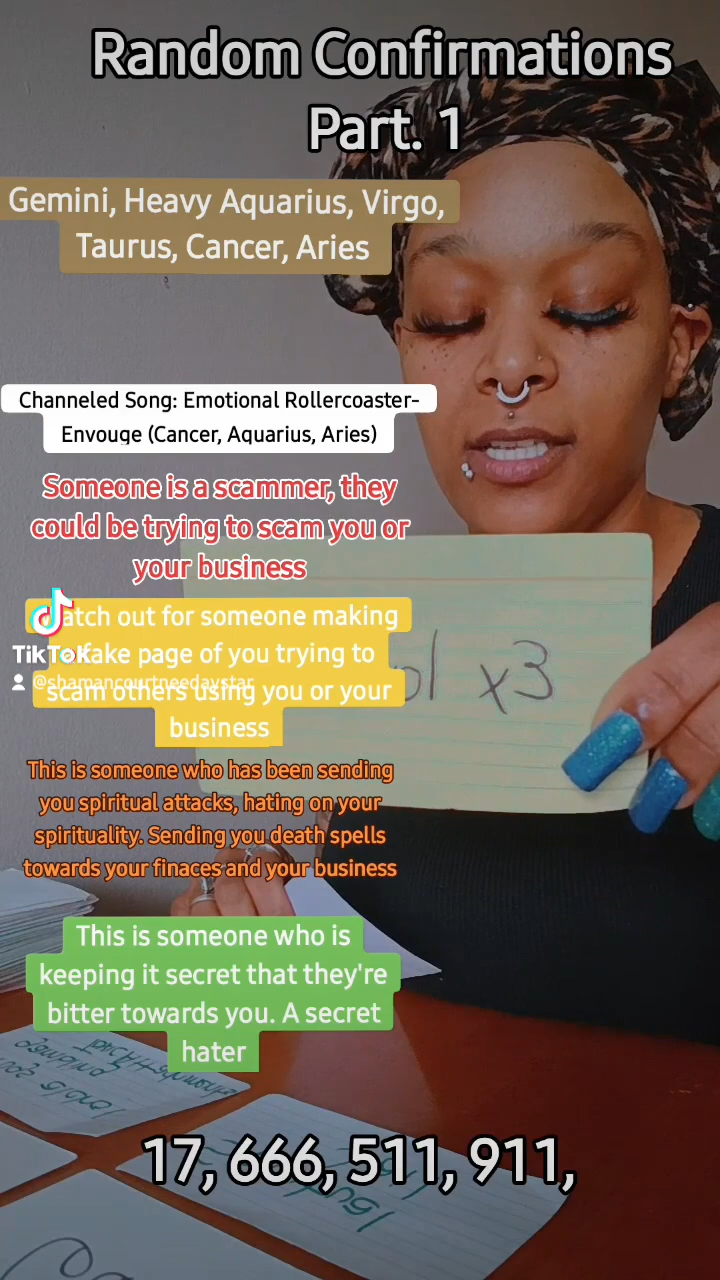 Random Confirmations
Part. 1
Gemini, Heavy Aquarius, Virgo,
Taurus, Cancer, Aries
Channeled Song: Emotional Rollercoaster-
Envouge (Cancer, Aquarius, Aries)
Someone is a scammer, they
could be trying to scam you or
your business
atch out for someone making
fake page of you trying to
scam others using you or your
business
TikTok
@shamancourtneedaystar
x3
This is someone who has been sending
you spiritual attacks, hating on your
spirituality. Sending you death spells
towards your finaces and your business
This is someone who is
keeping it secret that they're
bitter towards you. A secret
hater
17, 666, 511, 911,